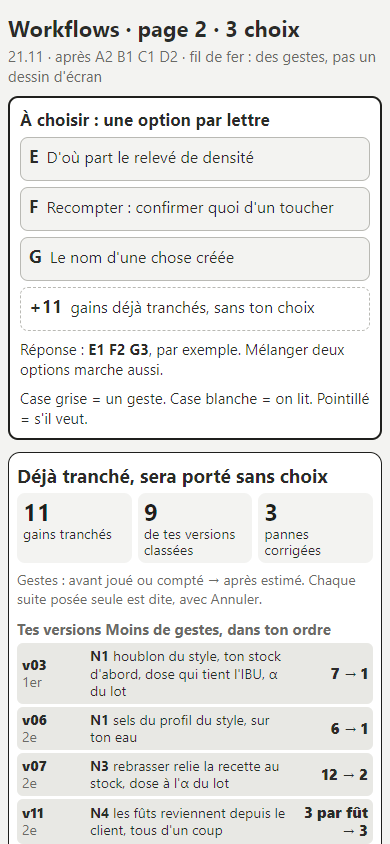 Workflows · page 2 · 3 choix
21.11 · après A2 B1 C1 D2 · fil de fer : des gestes, pas un
dessin d'écran
À choisir : une option par lettre
E D'où part le relevé de densité
F Recompter : confirmer quoi d'un toucher
G Le nom d'une chose créée
+11 gains déjà tranchés, sans ton choix
Réponse : E1 F2 G3, par exemple. Mélanger deux
options marche aussi.
Case grise = un geste. Case blanche = on lit. Pointillé
= s'il veut.
Déjà tranché, sera porté sans choix
11
gains tranchés
9
de tes versions
classées
3
pannes
corrigées
Gestes : avant joué ou compté → après estimé. Chaque
suite posée seule est dite, avec Annuler.
Tes versions Moins de gestes, dans ton ordre
v03
1er
N1 houblon du style, ton stock
d'abord, dose qui tient l'IBU, α
du lot
7 → 1
v06
2e
N1 sels du profil du style, sur
ton eau
6 → 1
v07
2e
N3 rebrasser relie la recette au
stock, dose à l'α du lot
12 → 2
v11
2e
N4 les fûts reviennent depuis le
client, tous d'un coup
3 par fût
→ 3